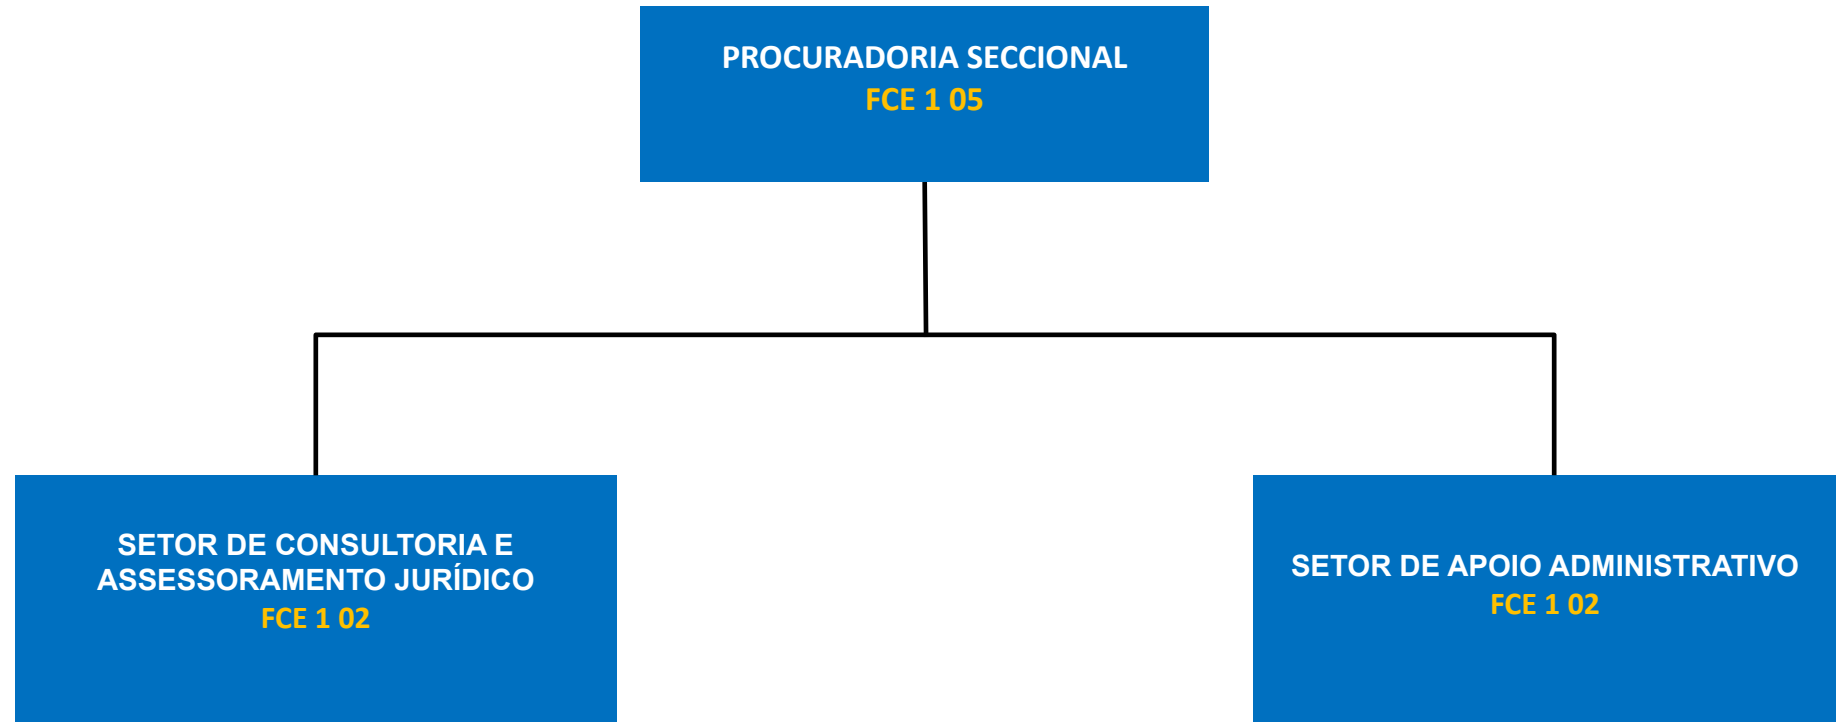 PROCURADORIA SECCIONAL
FCE 1 05
SETOR DE CONSULTORIA E
ASSESSORAMENTO JURÍDICO
FCE 1 02
SETOR DE APOIO ADMINISTRATIVO
FCE 1 02